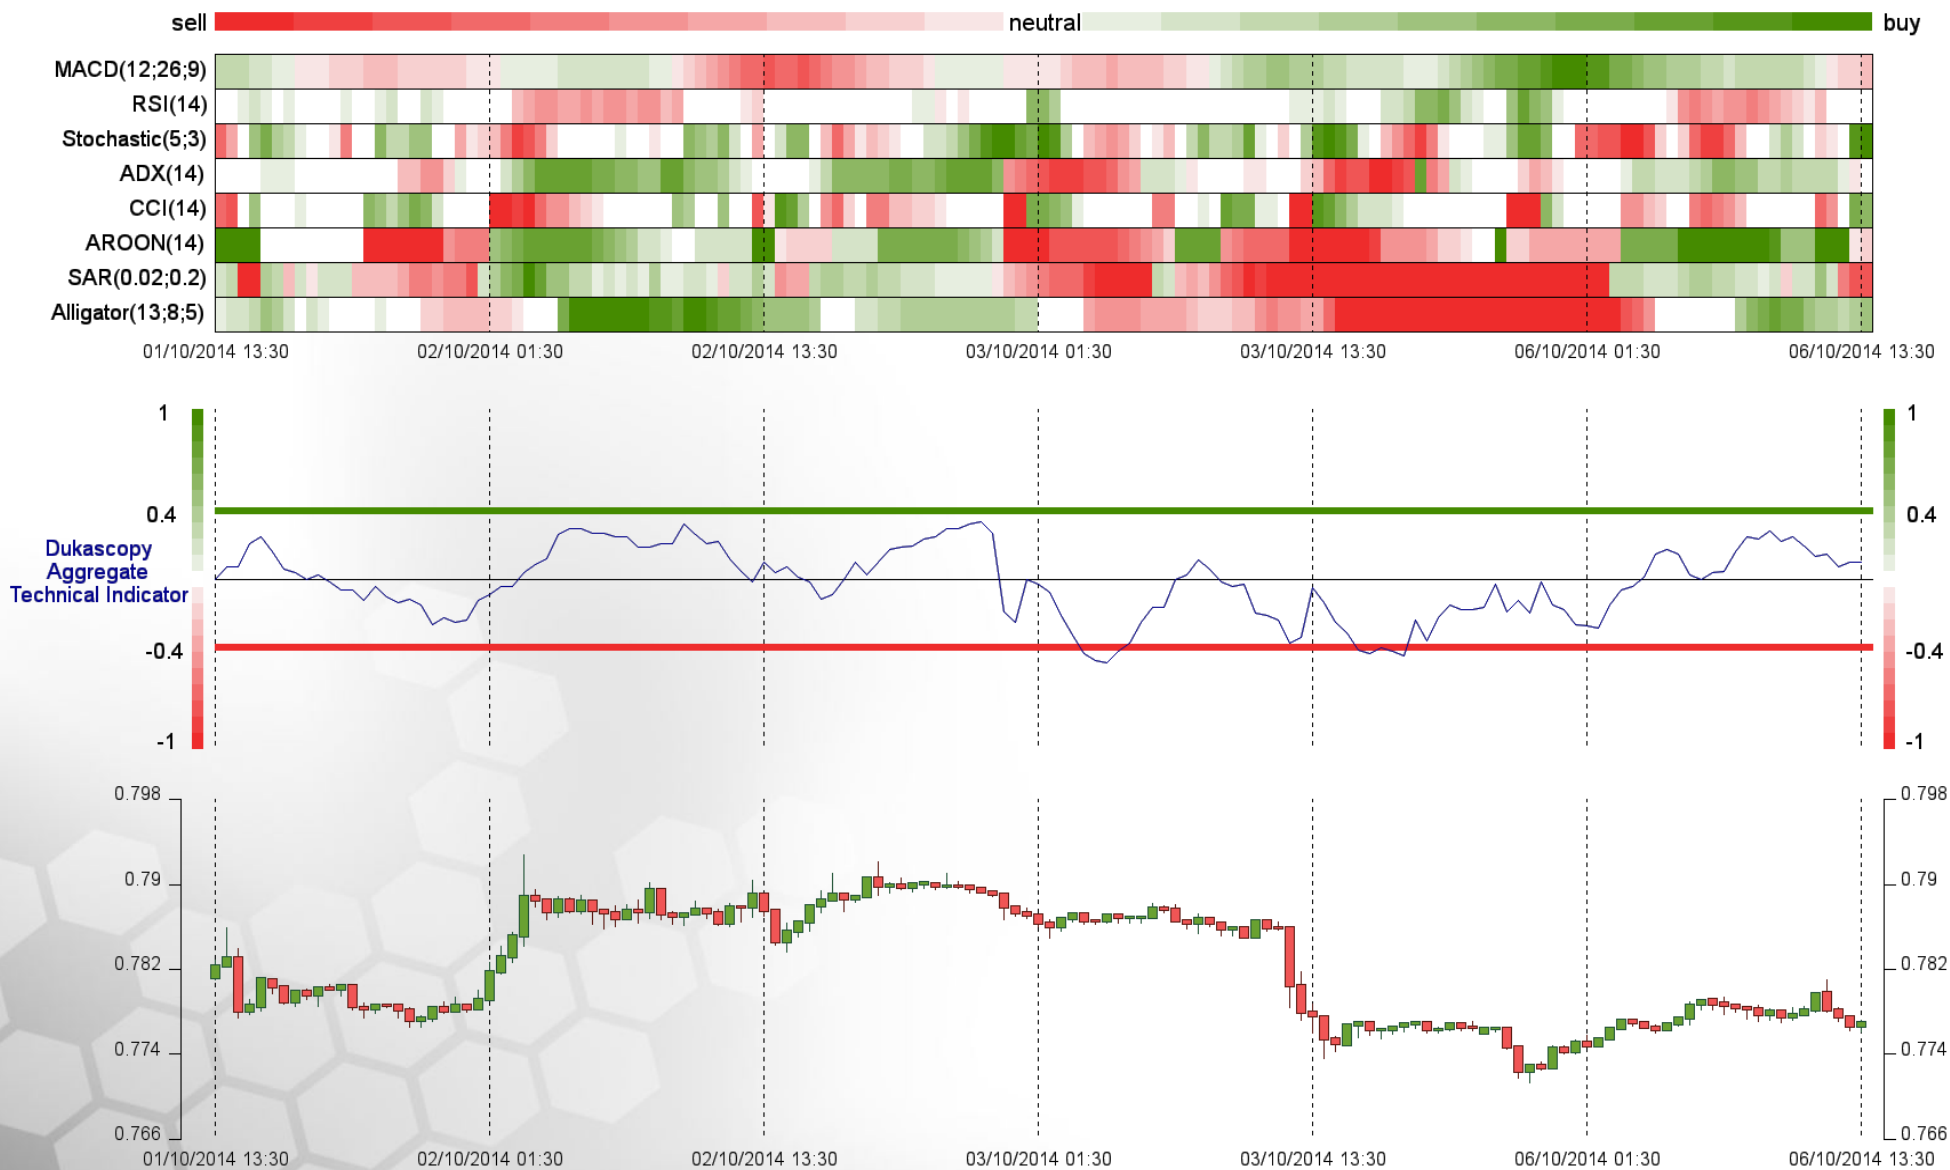 sell neutral buy
MACD(12;26;9)
RSI(14)
Stochastic(5;3)
ADX(14)
CCI(14)
AROON(14)
SAR(0.02;0.2)
Alligator(13;8;5)
01/10/2014 13:30 02/10/2014 01:30 02/10/2014 13:30 03/10/2014 01:30 03/10/2014 13:30 06/10/2014 01:30 06/10/2014 13:30
1 1
0.4 0.4
Dukascopy
Aggregate
Technical Indicator
-0.4 -0.4
-1 -1
0.798 0.798
0.79 0.79
0.782 0.782
0.774 0.774
0.766 0.766
01/10/2014 13:30 02/10/2014 01:30 02/10/2014 13:30 03/10/2014 01:30 03/10/2014 13:30 06/10/2014 01:30 06/10/2014 13:30